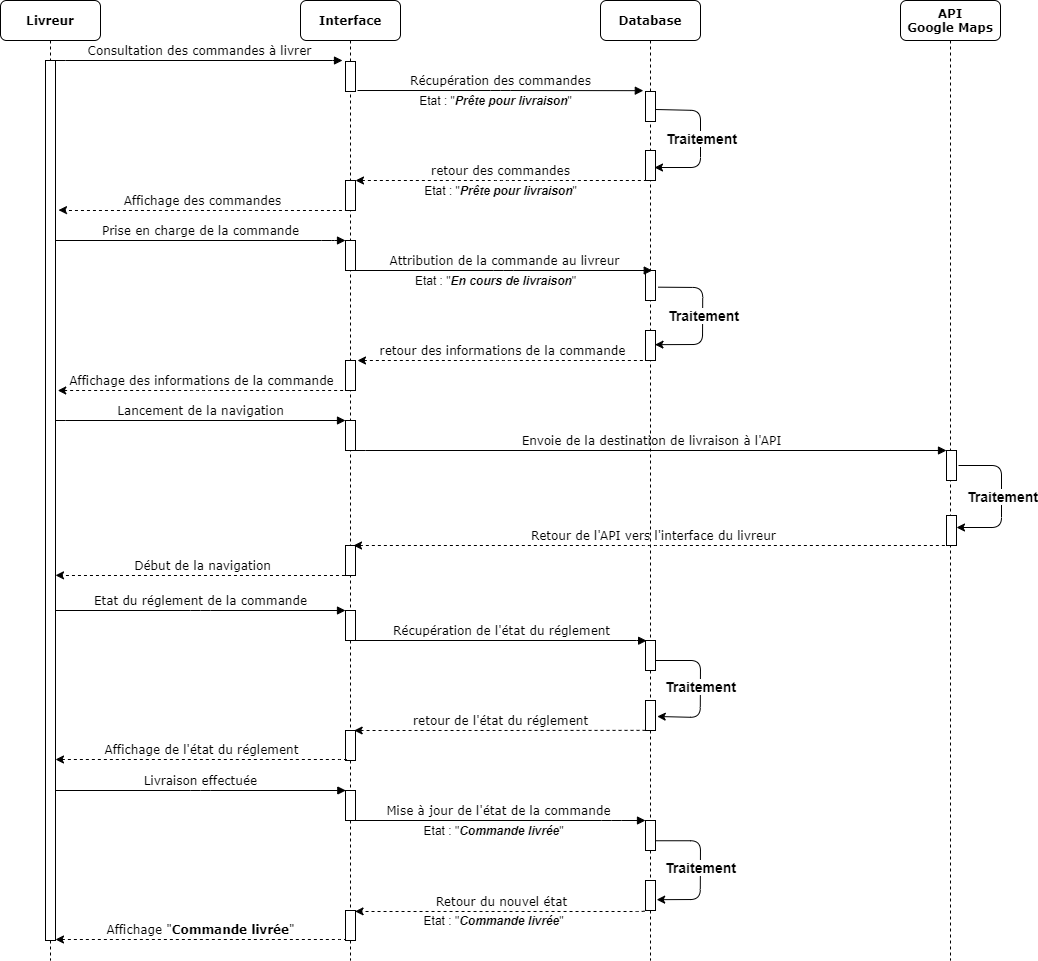 Livreur
Interface
Database
API
Google Maps
Consultation des commandes à livrer
Récupération des commandes
Etat : "Prête pour livraison"
Traitement
retour des commandes
Etat : "Prête pour livraison"
Affichage des commandes
Prise en charge de la commande
Attribution de la commande au livreur
Etat : "En cours de livraison"
Traitement
retour des informations de la commande
Affichage des informations de la commande
Lancement de la navigation
Envoie de la destination de livraison à l'API
Traitement
Retour de l'API vers l'interface du livreur
Début de la navigation
Etat du réglement de la commande
Récupération de l'état du réglement
Traitement
retour de l'état du réglement
Affichage de l'état du réglement
Livraison effectuée
Mise à jour de l'état de la commande
Etat : "Commande livrée"
Traitement
Retour du nouvel état
Etat : "Commande livrée"
Affichage "Commande livrée"